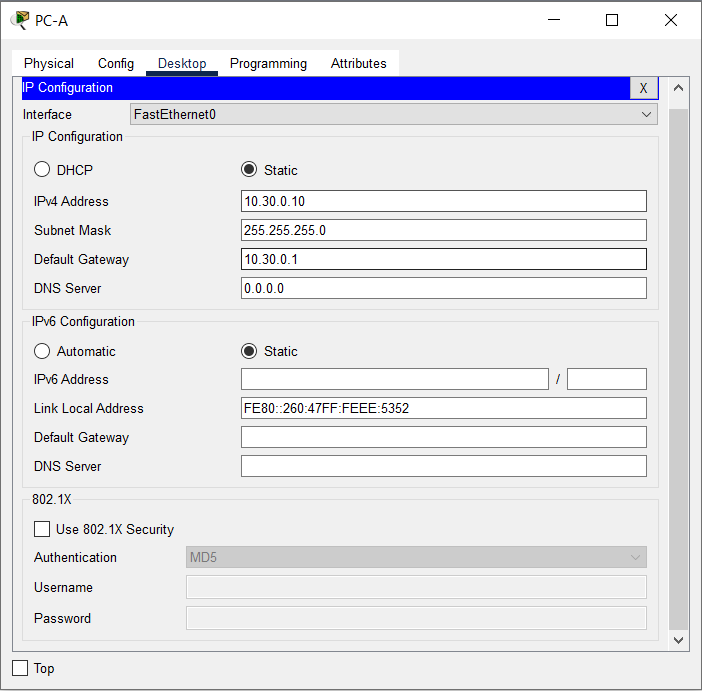 PC-A
Physical Config Desktop Programming Attributes
IP Configuration X
Interface FastEthernet0
IP Configuration
DHCP Static
IPv4 Address 10.30.0.10
Subnet Mask 255.255.255.0
Default Gateway 10.30.0.1
DNS Server 0.0.0.0
IPv6 Configuration
Automatic Static
IPv6 Address /
Link Local Address FE80::260:47FF:FEEE:5352
Default Gateway
DNS Server
802.1X
Use 802.1X Security
Authentication MD5
Username
Password
Top